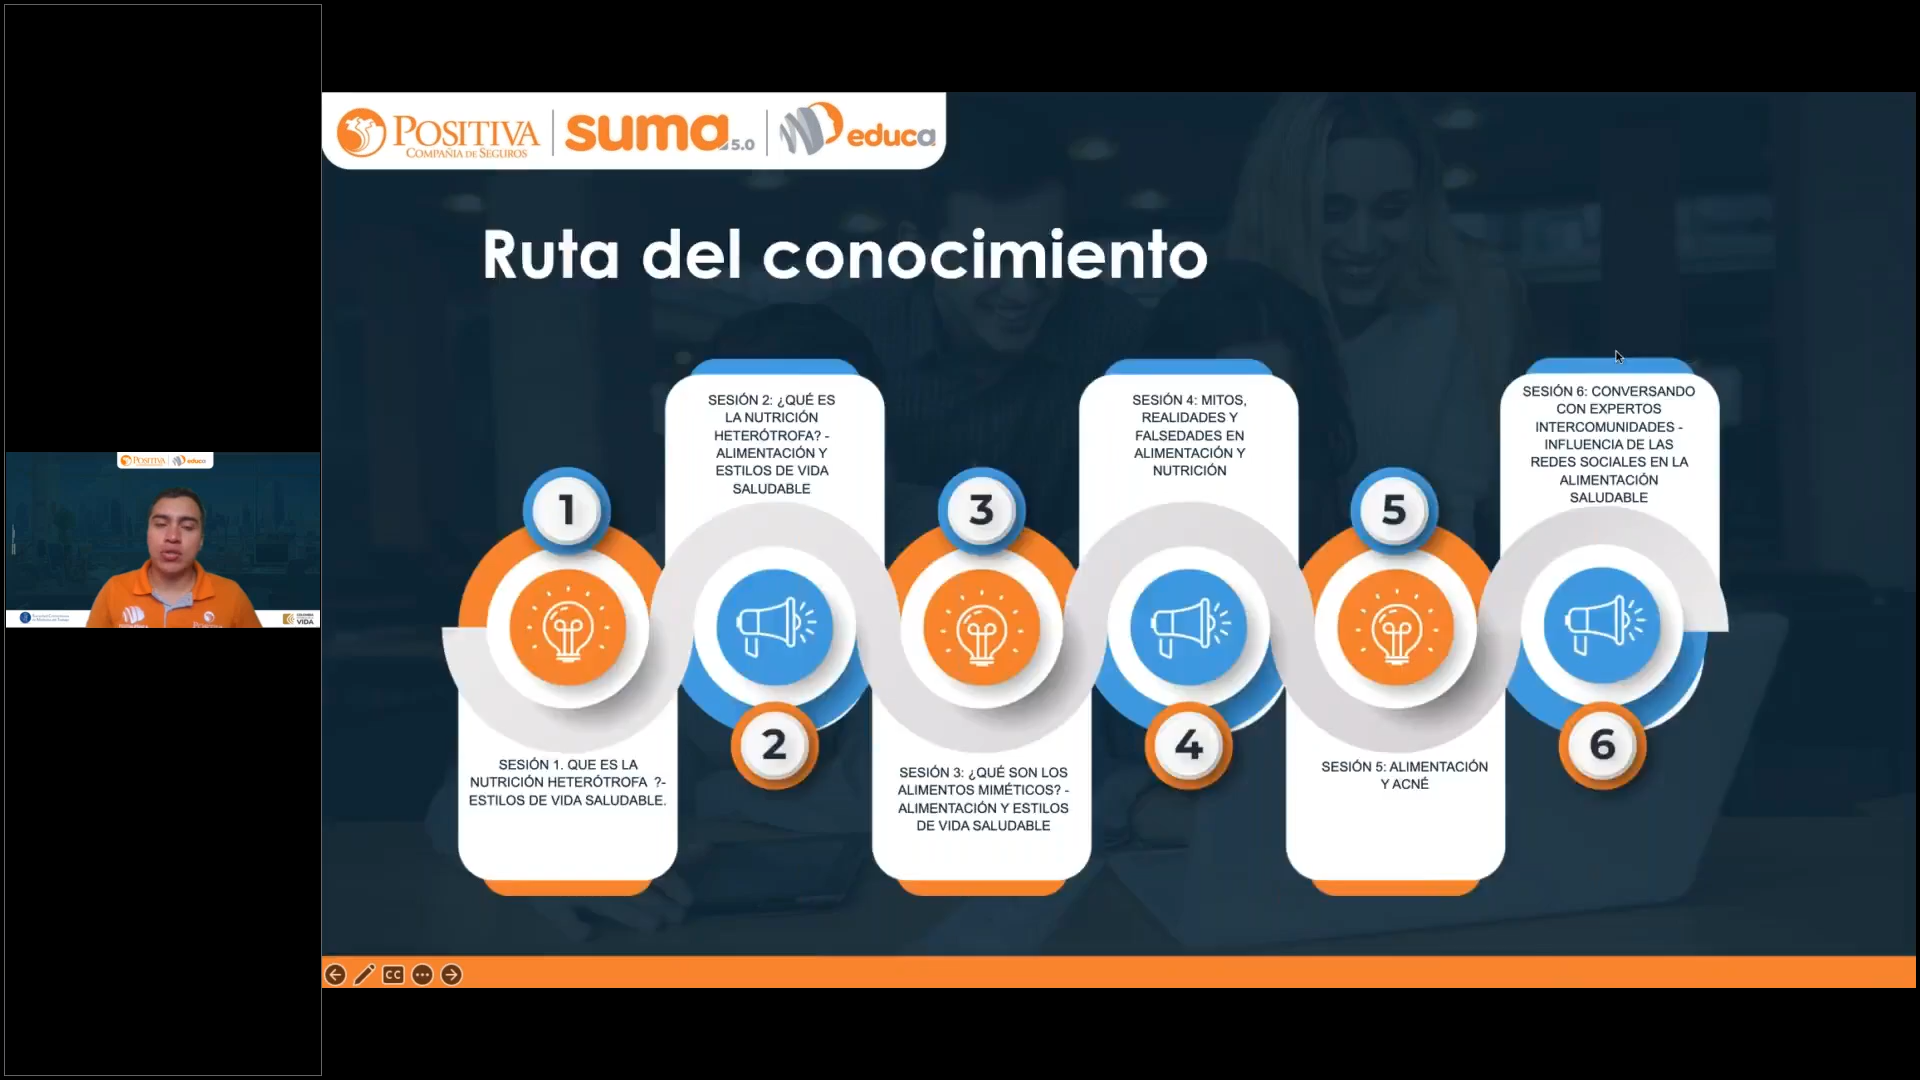 POSITIVA
COMPAÑÍA DE SEGUROS
suma 5.0
educa
Ruta del conocimiento
1
SESIÓN 1. QUE ES LA
NUTRICIÓN HETERÓTROFA ?-
ESTILOS DE VIDA SALUDABLE.
SESIÓN 2: ¿QUÉ ES
LA NUTRICIÓN
HETERÓTROFA? -
ALIMENTACIÓN Y
ESTILOS DE VIDA
SALUDABLE
2
3
SESIÓN 3: ¿QUÉ SON LOS
ALIMENTOS MIMÉTICOS? -
ALIMENTACIÓN Y ESTILOS
DE VIDA SALUDABLE
SESIÓN 4: MITOS,
REALIDADES Y
FALSEDADES EN
ALIMENTACIÓN Y
NUTRICIÓN
4
5
SESIÓN 5: ALIMENTACIÓN
Y ACNÉ
SESIÓN 6: CONVERSANDO
CON EXPERTOS
INTERCOMUNIDADES -
INFLUENCIA DE LAS
REDES SOCIALES EN LA
ALIMENTACIÓN
SALUDABLE
6
CC
POSITIVA
educa
VIDA